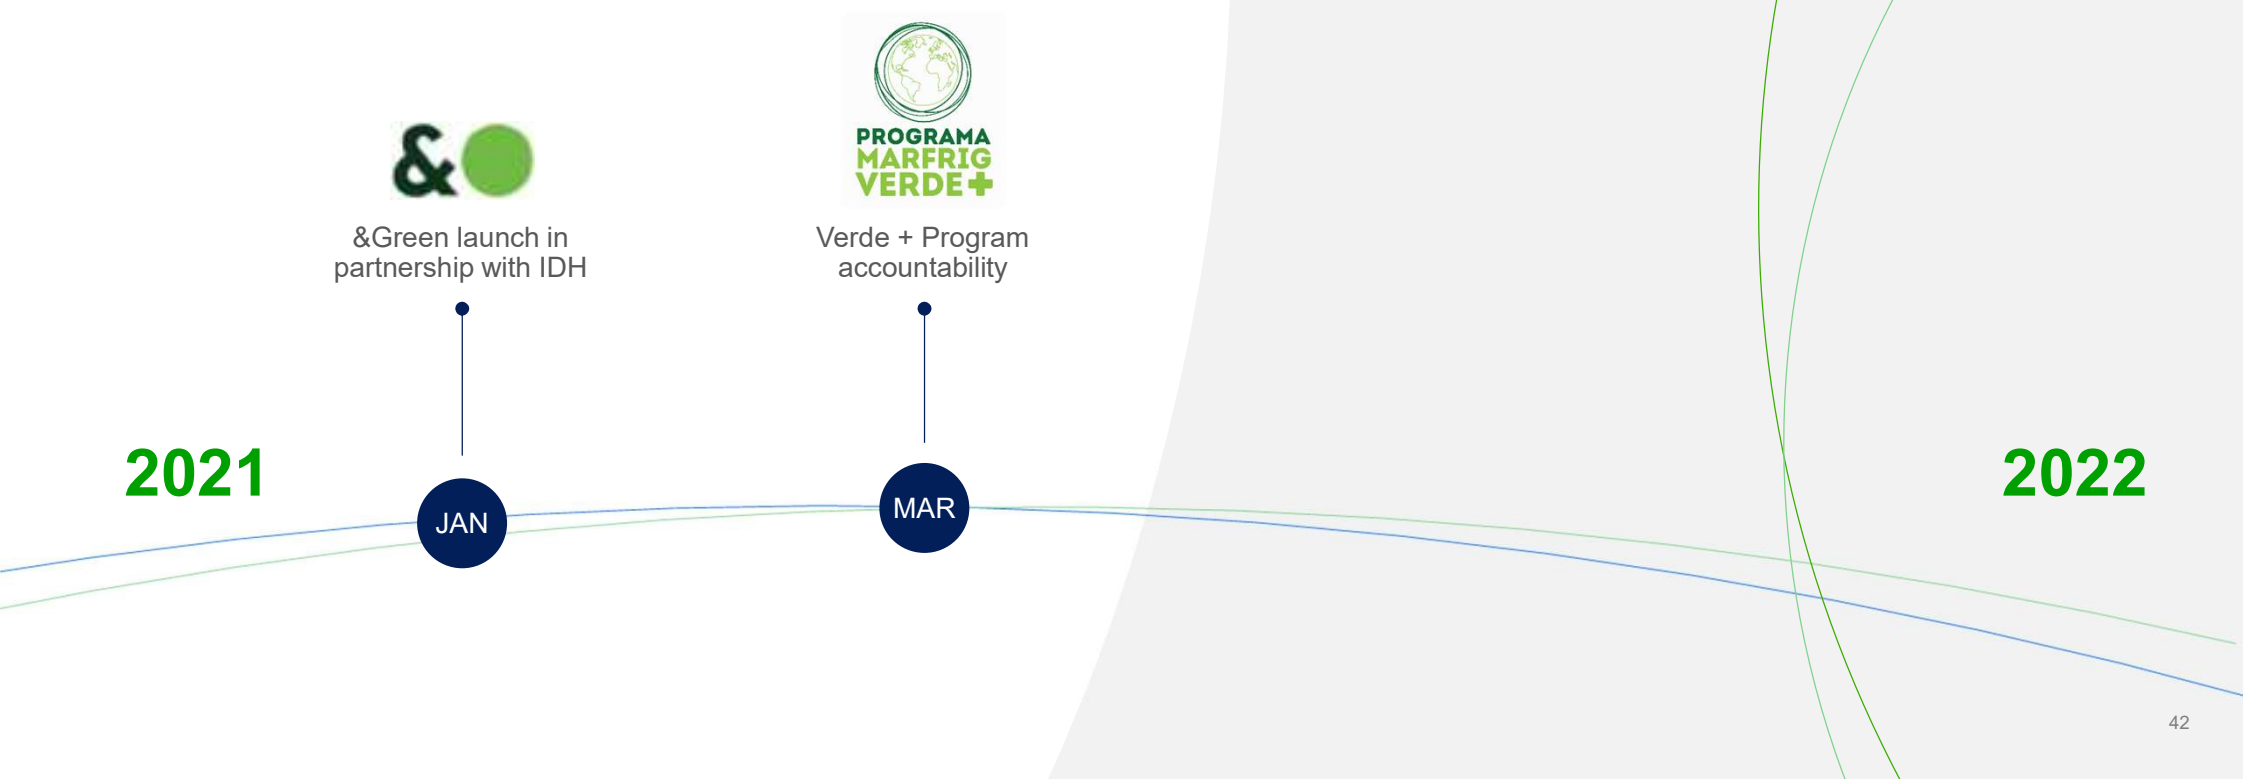 &
PROGRAMA
MARFRIG
VERDE+
&Green launch in
partnership with IDH
Verde + Program
accountability
2021
JAN
MAR
2022
42